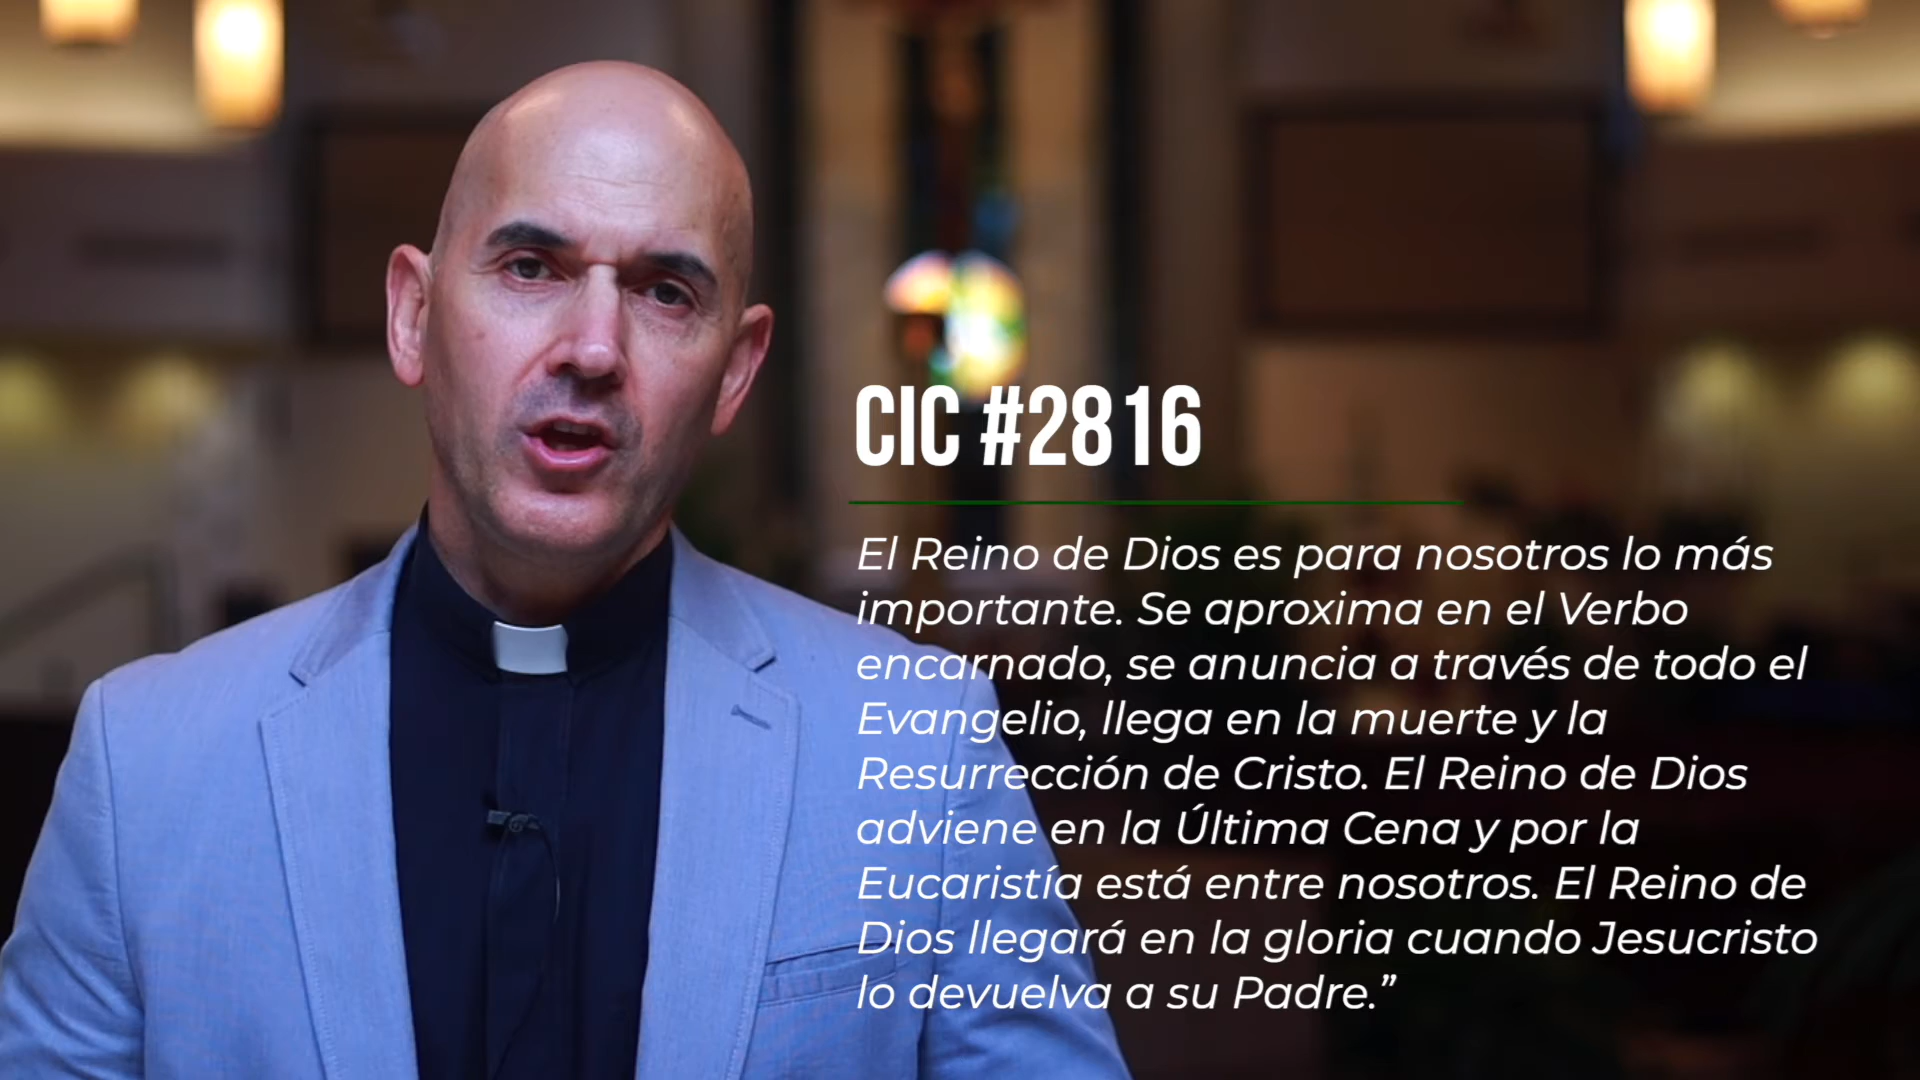 CIC #2816
El Reino de Dios es para nosotros lo más
importante. Se aproxima en el Verbo
encarnado, se anuncia a través de todo el
Evangelio, llega en la muerte y la
Resurrección de Cristo. El Reino de Dios
adviene en la Última Cena y por la
Eucaristía está entre nosotros. El Reino de
Dios llegará en la gloria cuando Jesucristo
lo devuelva a su Padre.”